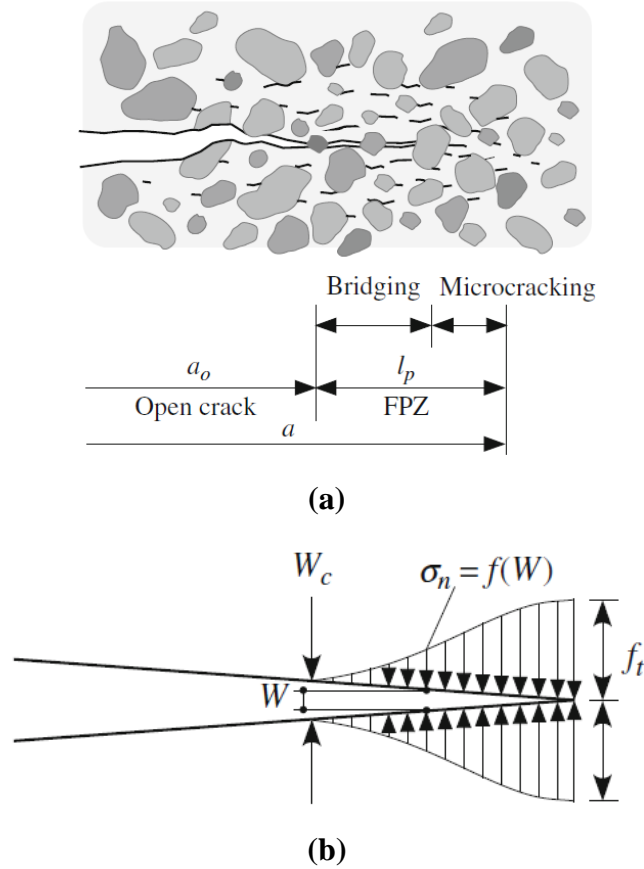 Bridging Microcracking
a_o l_p
Open crack FPZ
a
(a)
W_c σ_n = f(W)
W f_t
(b)